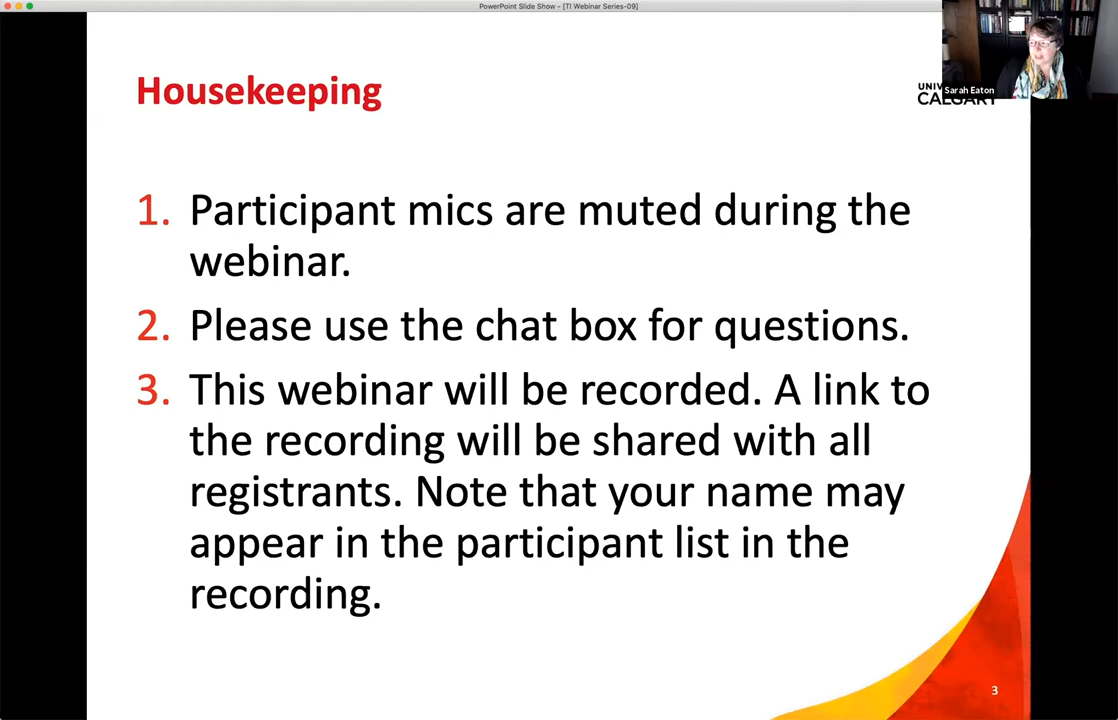 PowerPoint Slide Show - [TI Webinar Series-09]
Housekeeping
UNIV
CALGARY
Sarah Eaton
1. Participant mics are muted during the
webinar.
2. Please use the chat box for questions.
3. This webinar will be recorded. A link to
the recording will be shared with all
registrants. Note that your name may
appear in the participant list in the
recording.
3